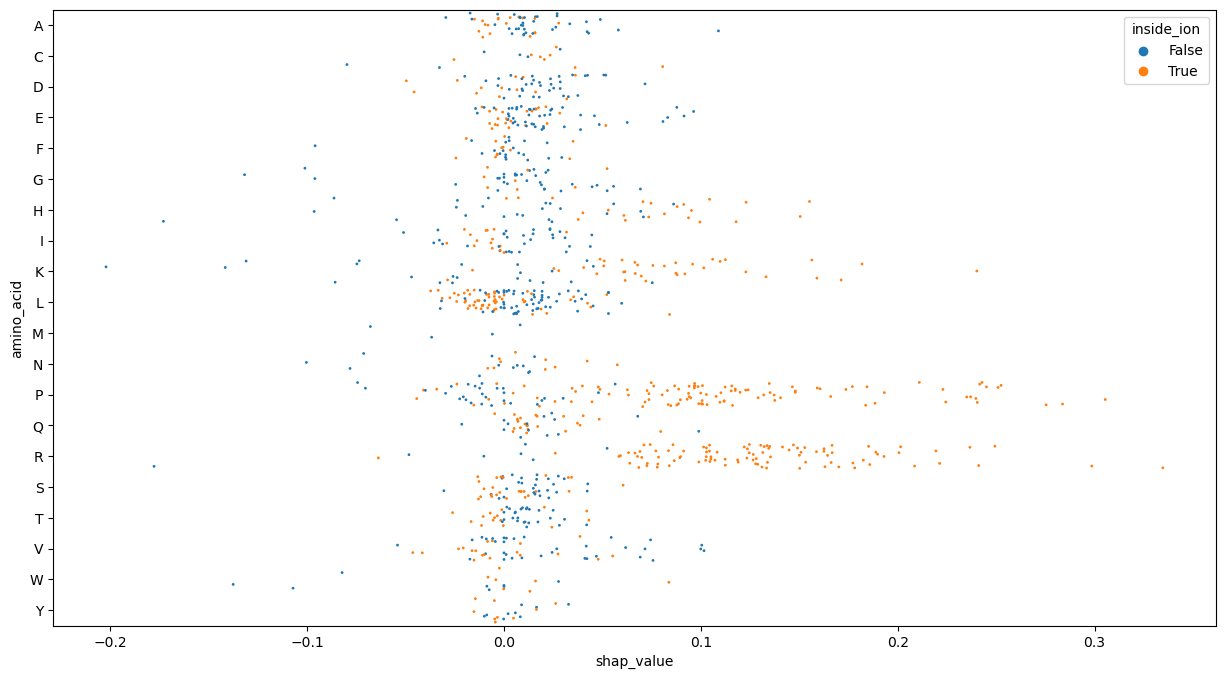 inside_ion
False
True
amino_acid
A
C
D
E
F
G
H
I
K
L
M
N
P
Q
R
S
T
V
W
Y
−0.2 −0.1 0.0 0.1 0.2 0.3
shap_value